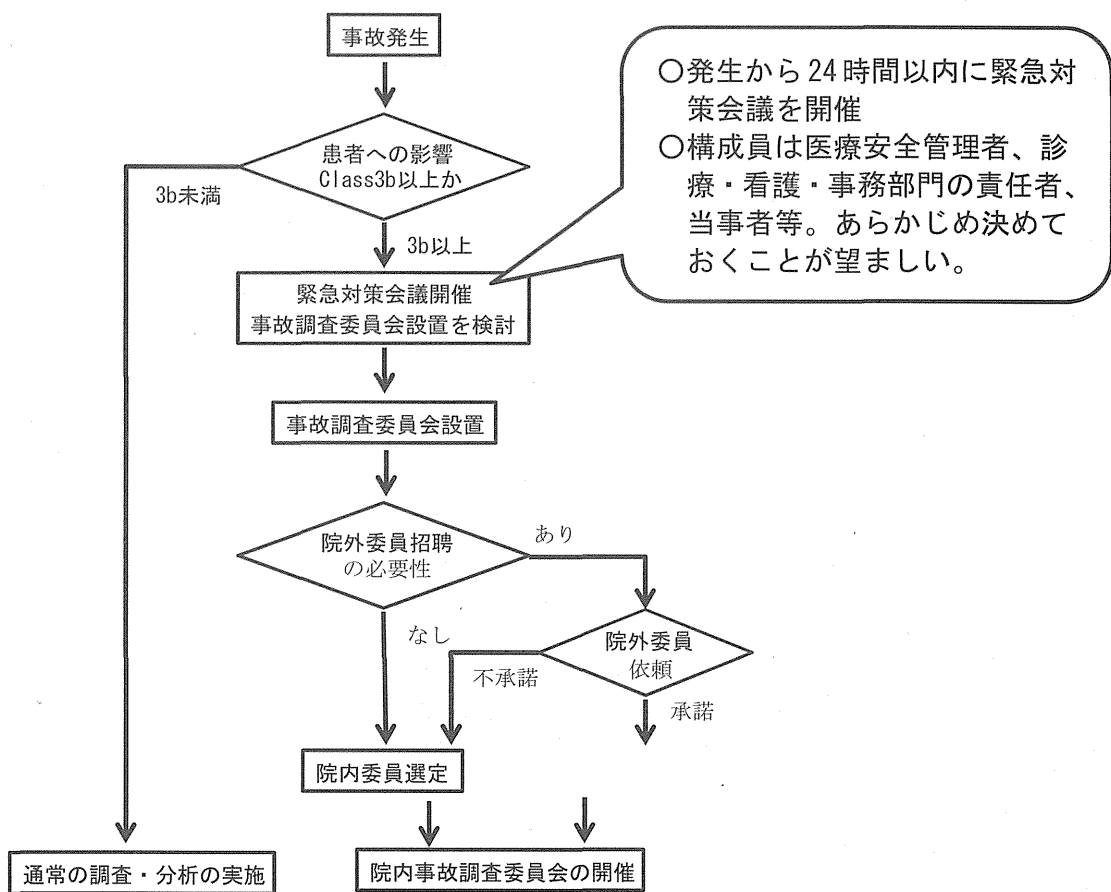 事故発生
○発生から24時間以内に緊急対
策会議を開催
○構成員は医療安全管理者、診
療・看護・事務部門の責任者、
当事者等。あらかじめ決めて
おくことが望ましい。
患者への影響
Class3b以上か
3b未満
3b以上
緊急対策会議開催
事故調査委員会設置を検討
事故調査委員会設置
院外委員招聘
の必要性
あり
なし
院外委員
依頼
不承諾
承諾
院内委員選定
通常の調査・分析の実施
院内事故調査委員会の開催